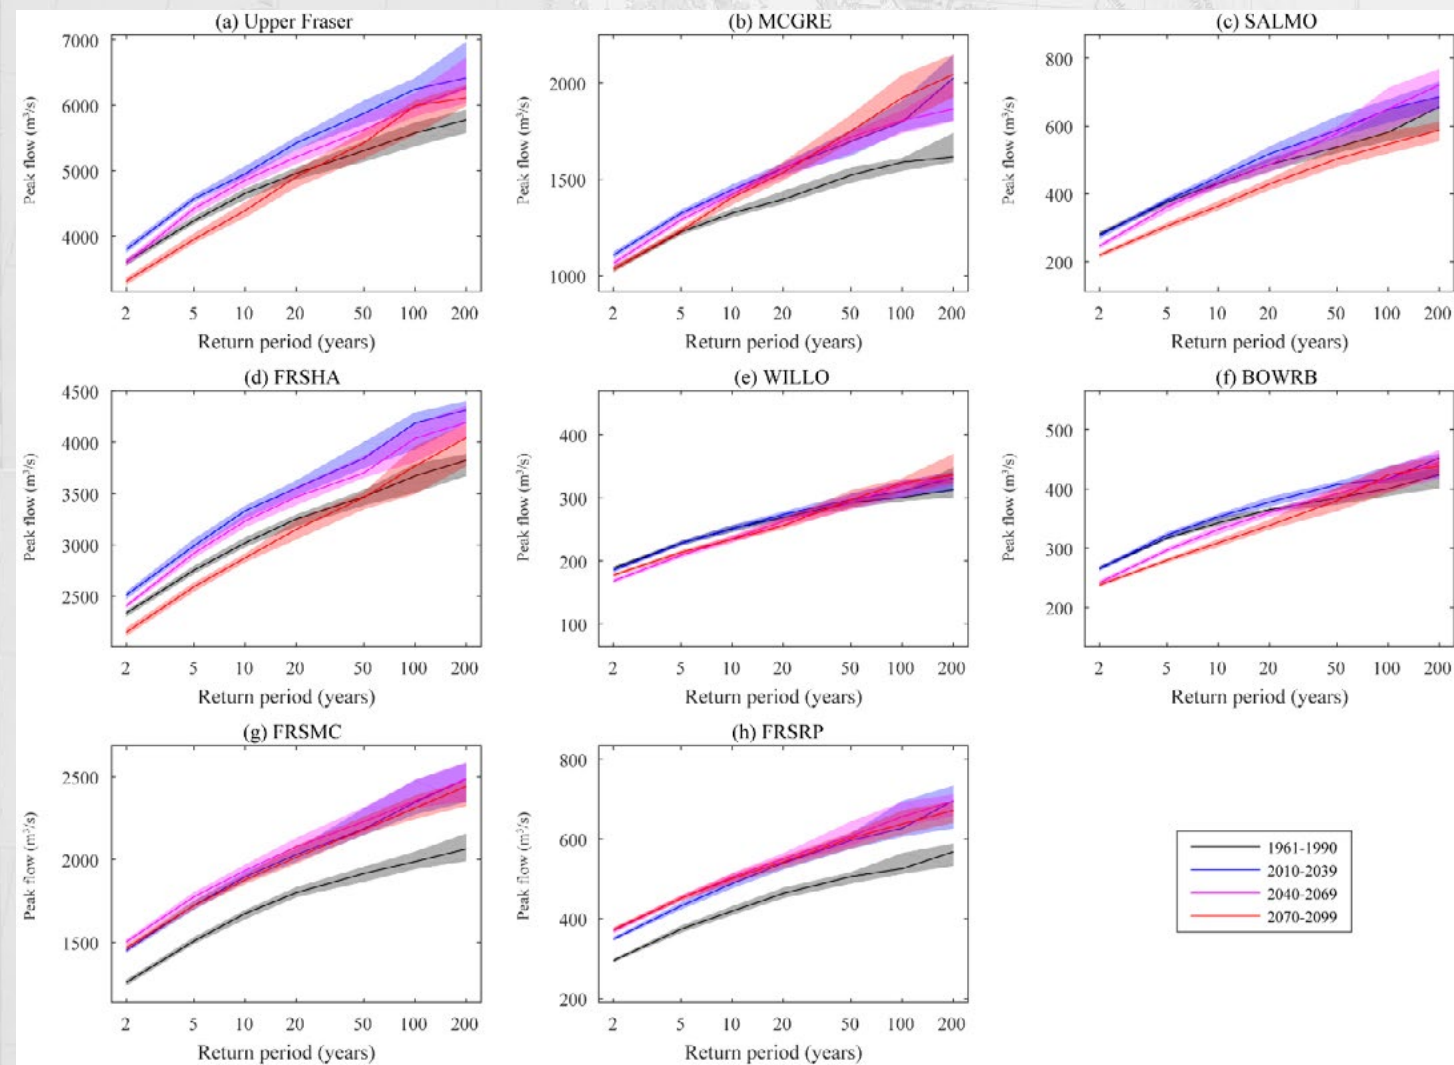 (a) Upper Fraser
7000
6000
5000
4000
Peak flow (m³/s)
2 5 10 20 50 100 200
Return period (years)
(b) MCGRE
2000
1500
1000
Peak flow (m³/s)
2 5 10 20 50 100 200
Return period (years)
(c) SALMO
800
600
400
200
Peak flow (m³/s)
2 5 10 20 50 100 200
Return period (years)
(d) FRSHA
4500
4000
3500
3000
2500
Peak flow (m³/s)
2 5 10 20 50 100 200
Return period (years)
(e) WILLO
400
300
200
100
Peak flow (m³/s)
2 5 10 20 50 100 200
Return period (years)
(f) BOWRB
500
400
300
200
Peak flow (m³/s)
2 5 10 20 50 100 200
Return period (years)
(g) FRSMC
2500
2000
1500
Peak flow (m³/s)
2 5 10 20 50 100 200
Return period (years)
(h) FRSRP
800
600
400
200
Peak flow (m³/s)
2 5 10 20 50 100 200
Return period (years)
1961-1990
2010-2039
2040-2069
2070-2099